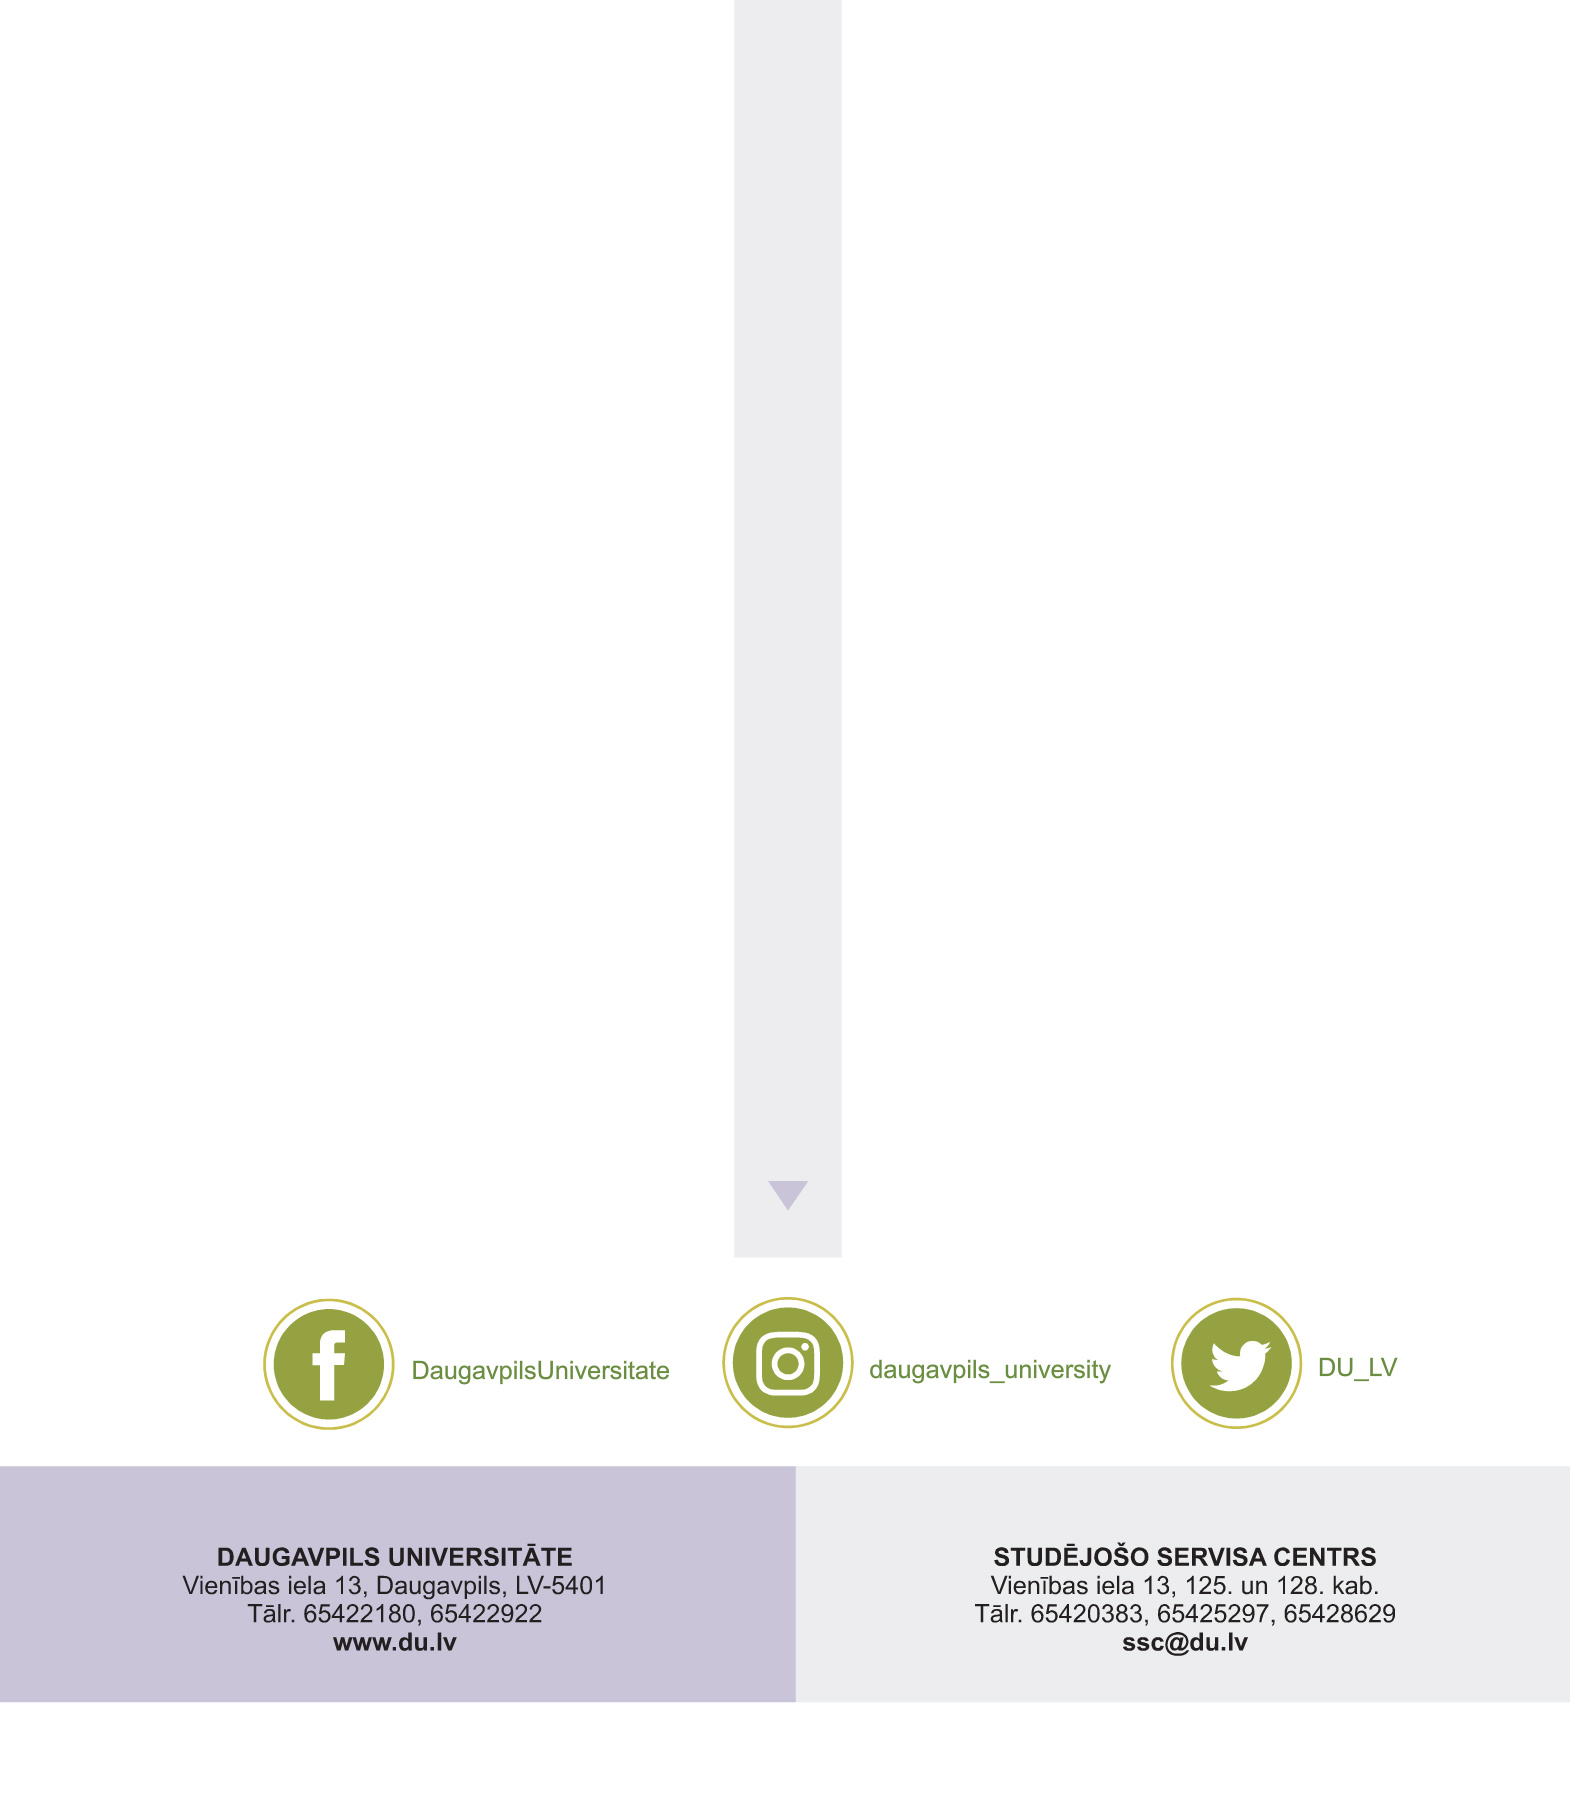 DaugavpilsUniversitate
daugavpils_university
DU_LV
DAUGAVPILS UNIVERSITĀTE
Vienības iela 13, Daugavpils, LV-5401
Tālr. 65422180, 65422922
www.du.lv
STUDĒJOŠO SERVISA CENTRS
Vienības iela 13, 125. un 128. kab.
Tālr. 65420383, 65425297, 65428629
ssc@du.lv